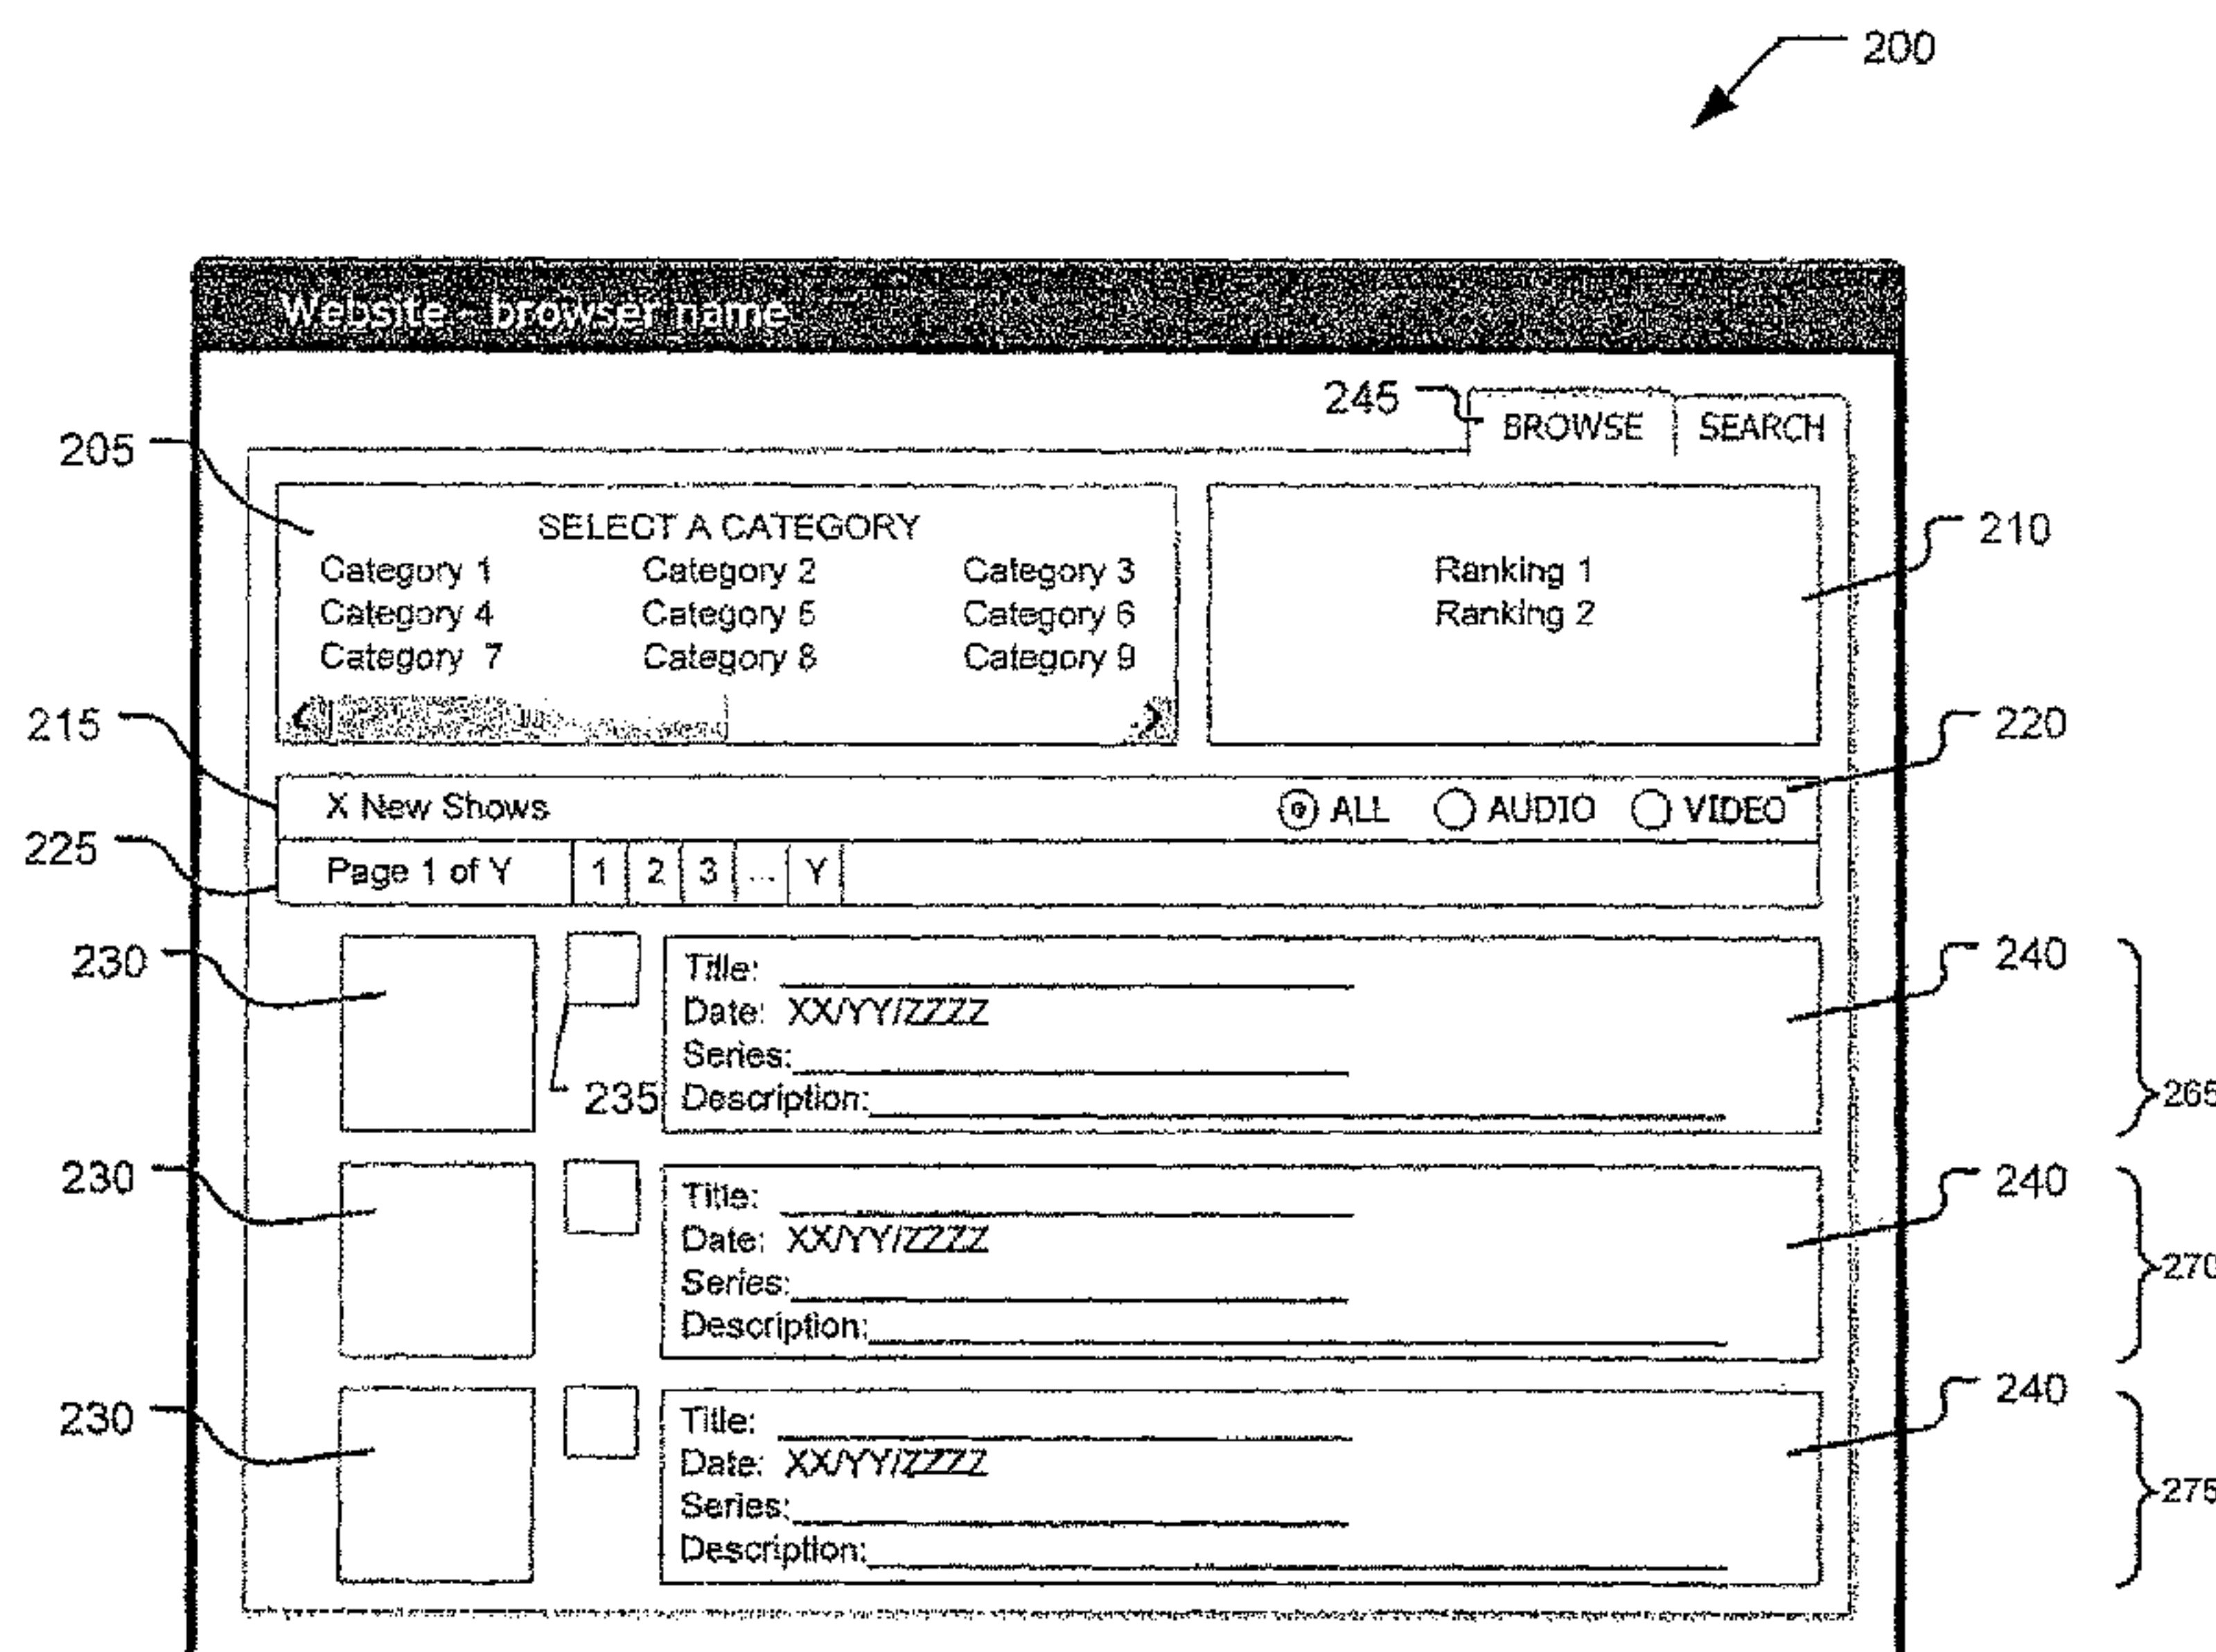 200
Website - browser name
245 BROWSE SEARCH
205
SELECT A CATEGORY
210
Category 1 Category 2 Category 3 Ranking 1
Category 4 Category 5 Category 6 Ranking 2
Category 7 Category 8 Category 9
215 220
X New Shows ALL AUDIO VIDEO
225
Page 1 of Y 1 2 3 ... Y
230 240
Title:
Date: XX/YY/ZZZZ
Series:
235 Description: 265
230 240
Title:
Date: XX/YY/ZZZZ 270
Series:
Description:
230 240
Title:
Date: XX/YY/ZZZZ
Series: 275
Description: